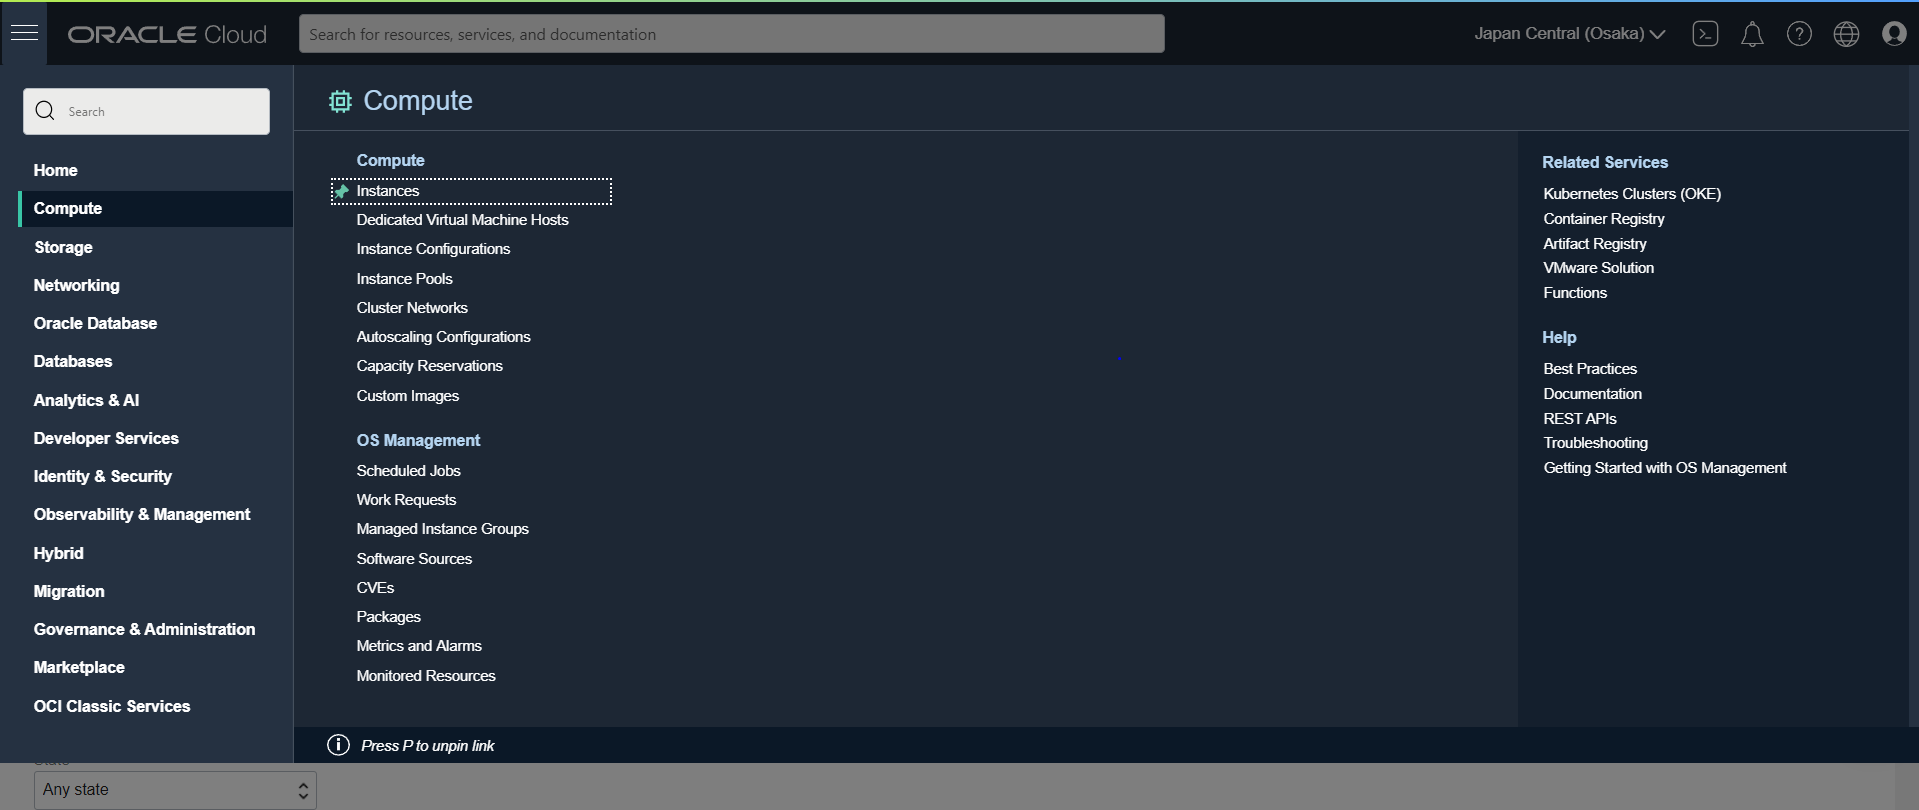 ORACLE Cloud
Search for resources, services, and documentation
Japan Central (Osaka)
Search
Home
Compute
Storage
Networking
Oracle Database
Databases
Analytics & AI
Developer Services
Identity & Security
Observability & Management
Hybrid
Migration
Governance & Administration
Marketplace
OCI Classic Services
Compute
Compute
Instances
Dedicated Virtual Machine Hosts
Instance Configurations
Instance Pools
Cluster Networks
Autoscaling Configurations
Capacity Reservations
Custom Images
OS Management
Scheduled Jobs
Work Requests
Managed Instance Groups
Software Sources
CVEs
Packages
Metrics and Alarms
Monitored Resources
Related Services
Kubernetes Clusters (OKE)
Container Registry
Artifact Registry
VMware Solution
Functions
Help
Best Practices
Documentation
REST APIs
Troubleshooting
Getting Started with OS Management
Press P to unpin link
State
Any state